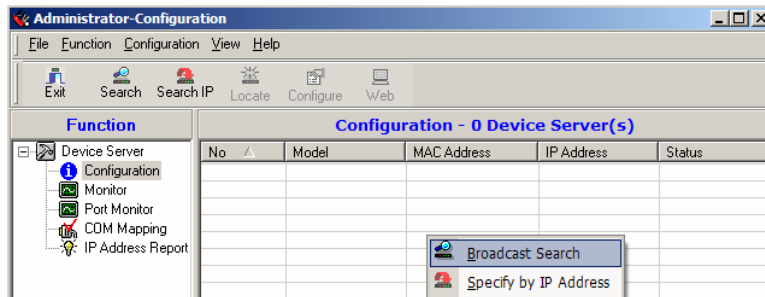 Administrator-Configuration
File Function Configuration View Help
Exit Search Search IP Locate Configure Web
Function
Configuration - 0 Device Server(s)
No Model MAC Address IP Address Status
Device Server
Configuration
Monitor
Port Monitor
COM Mapping
IP Address Report
Broadcast Search
Specify by IP Address